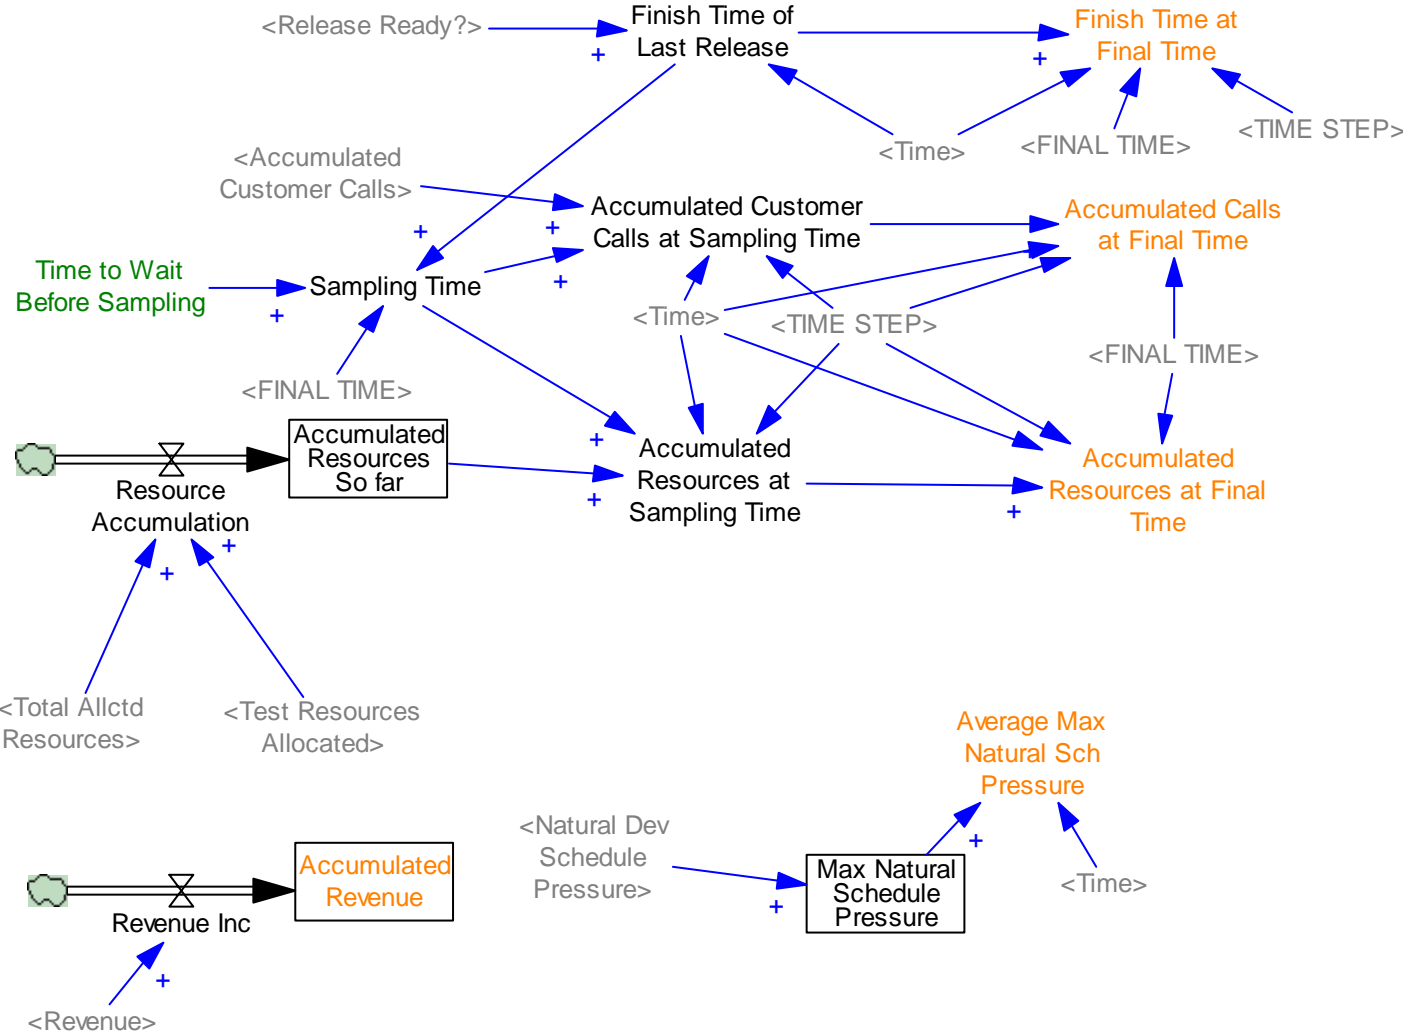 <Release Ready?>
Finish Time of
Last Release
Finish Time at
Final Time
+
+
<Time>
<FINAL TIME>
<TIME STEP>
<Accumulated
Customer Calls>
+
+
Accumulated Customer
Calls at Sampling Time
Accumulated Calls
at Final Time
Time to Wait
Before Sampling
+
Sampling Time
+
<Time>
<TIME STEP>
<FINAL TIME>
<FINAL TIME>
Accumulated
Resources
So far
Resource
Accumulation
+
+
+
+
Accumulated
Resources at
Sampling Time
+
Accumulated
Resources at Final
Time
<Total Allctd
Resources>
<Test Resources
Allocated>
Average Max
Natural Sch
Pressure
<Natural Dev
Schedule
Pressure>
+
Max Natural
Schedule
Pressure
+
<Time>
Accumulated
Revenue
Revenue Inc
+
<Revenue>